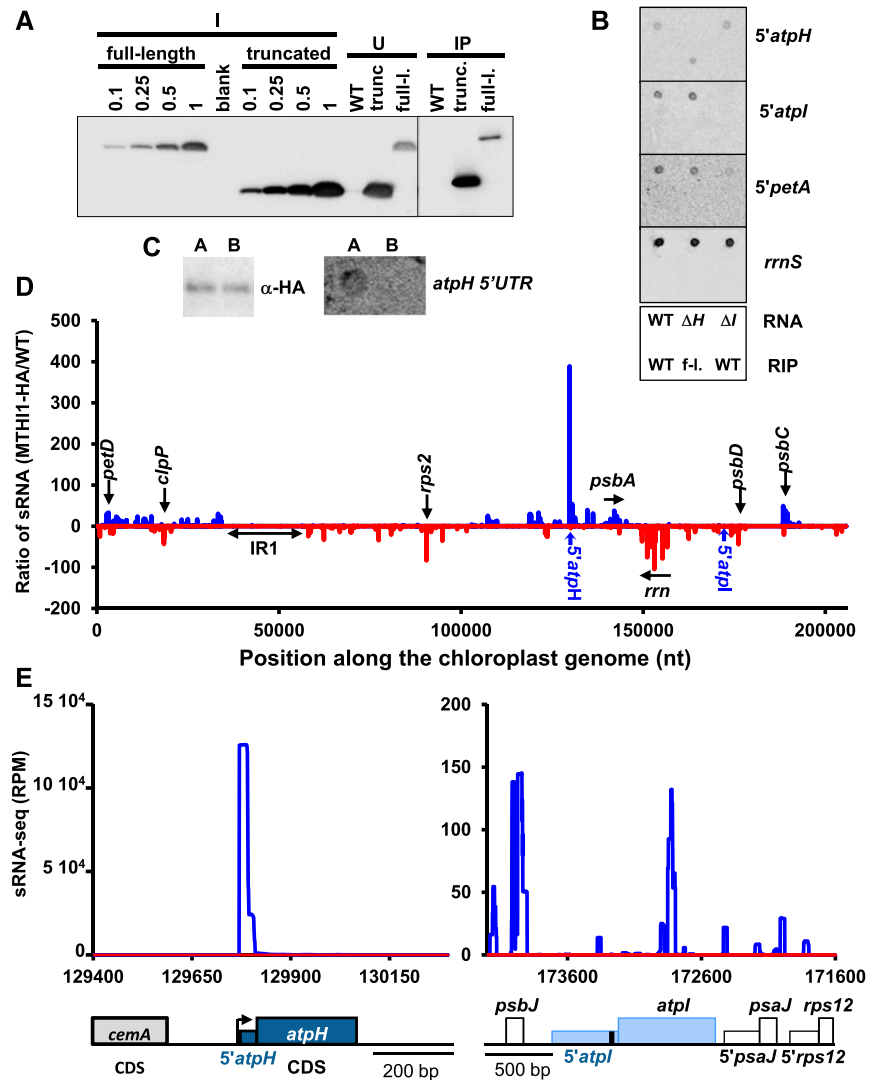 A
I
full-length
truncated
U
IP
0.1
0.25
0.5
1
blank
0.1
0.25
0.5
1
WT
trunc
full-l.
WT
trunc.
full-l.
B
5'atpH
5'atpI
5'petA
rrnS
WT ΔH ΔI RNA
WT f-l. WT RIP
C
A B
α-HA
A B
atpH 5'UTR
D
Ratio of sRNA (MTHI1-HA/WT)
500
400
300
200
100
0
-100
-200
petD
clpP
IR1
rps2
5'atpH
psbA
rrn
5'atpI
psbD
psbC
0 50000 100000 150000 200000
Position along the chloroplast genome (nt)
E
sRNA-seq (RPM)
15 10⁴
10 10⁴
5 10⁴
0
129400 129650 129900 130150
cemA
CDS
5'atpH
atpH
CDS
200 bp
200
150
100
50
0
173600 172600 171600
psbJ
atpI
psaJ
rps12
500 bp
5'atpI
5'psaJ
5'rps12